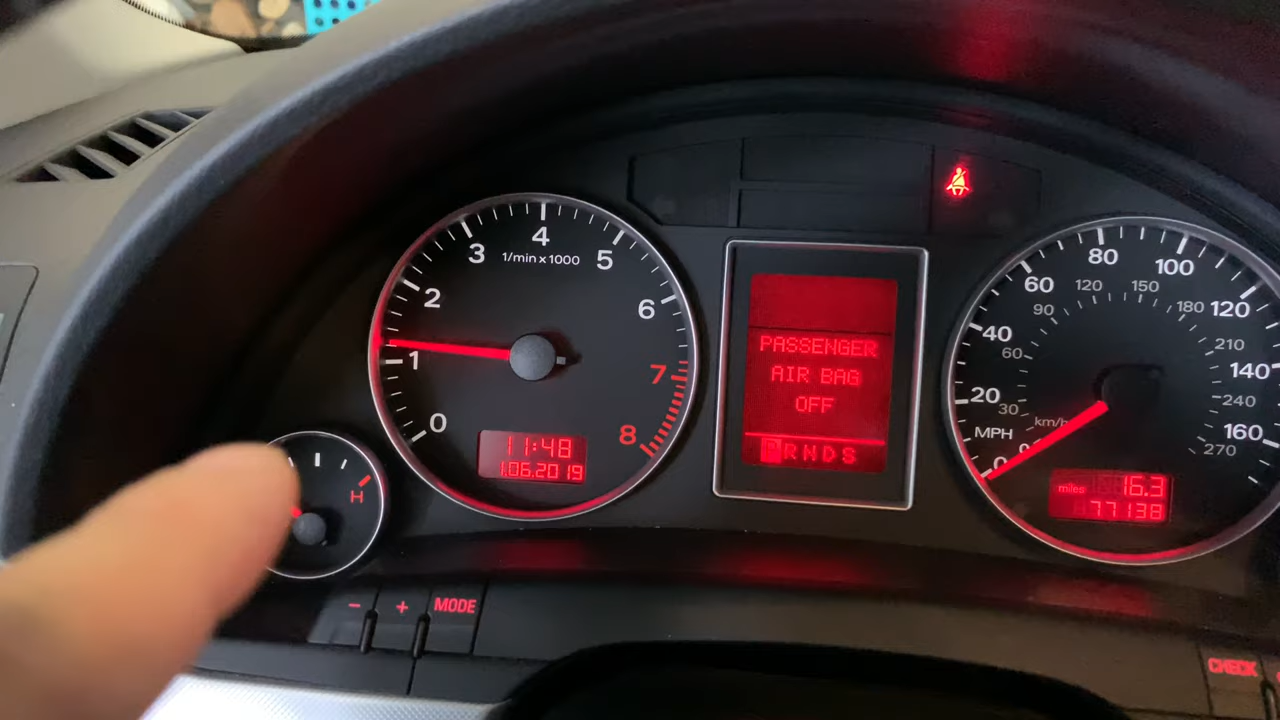 0
1
2
3
4
5
6
7
8
1/min x 1000
11:48
1.06.2019
H
- + MODE
PASSENGER
AIR BAG
OFF
PRNDS
0
20
40
60
80
100
120
140
160
30
60
90
120
150
180
210
240
270
MPH
km/h
miles 16.3
77138
CHECK